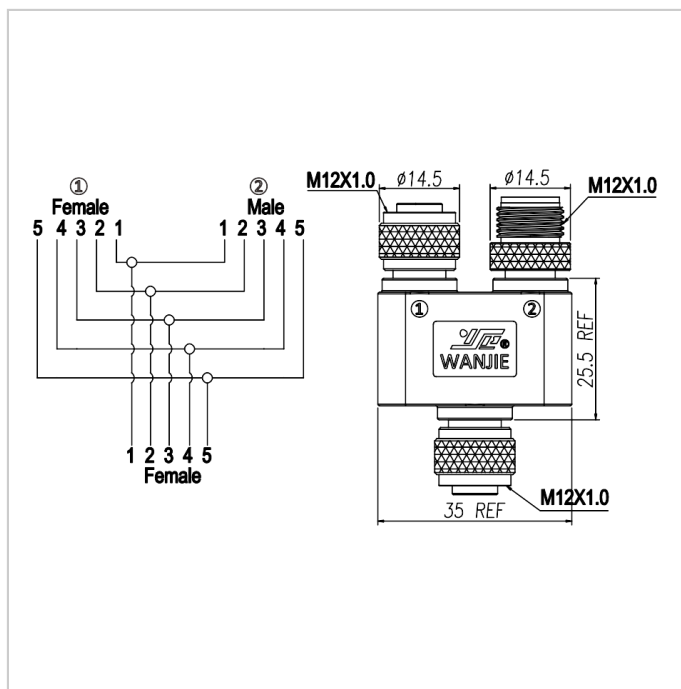 ①
Female
5 4 3 2 1
②
Male
1 2 3 4 5
1 2 3 4 5
Female
M12X1.0
ø14.5
ø14.5
M12X1.0
①
②
WANJIE
®
25.5 REF
M12X1.0
35 REF